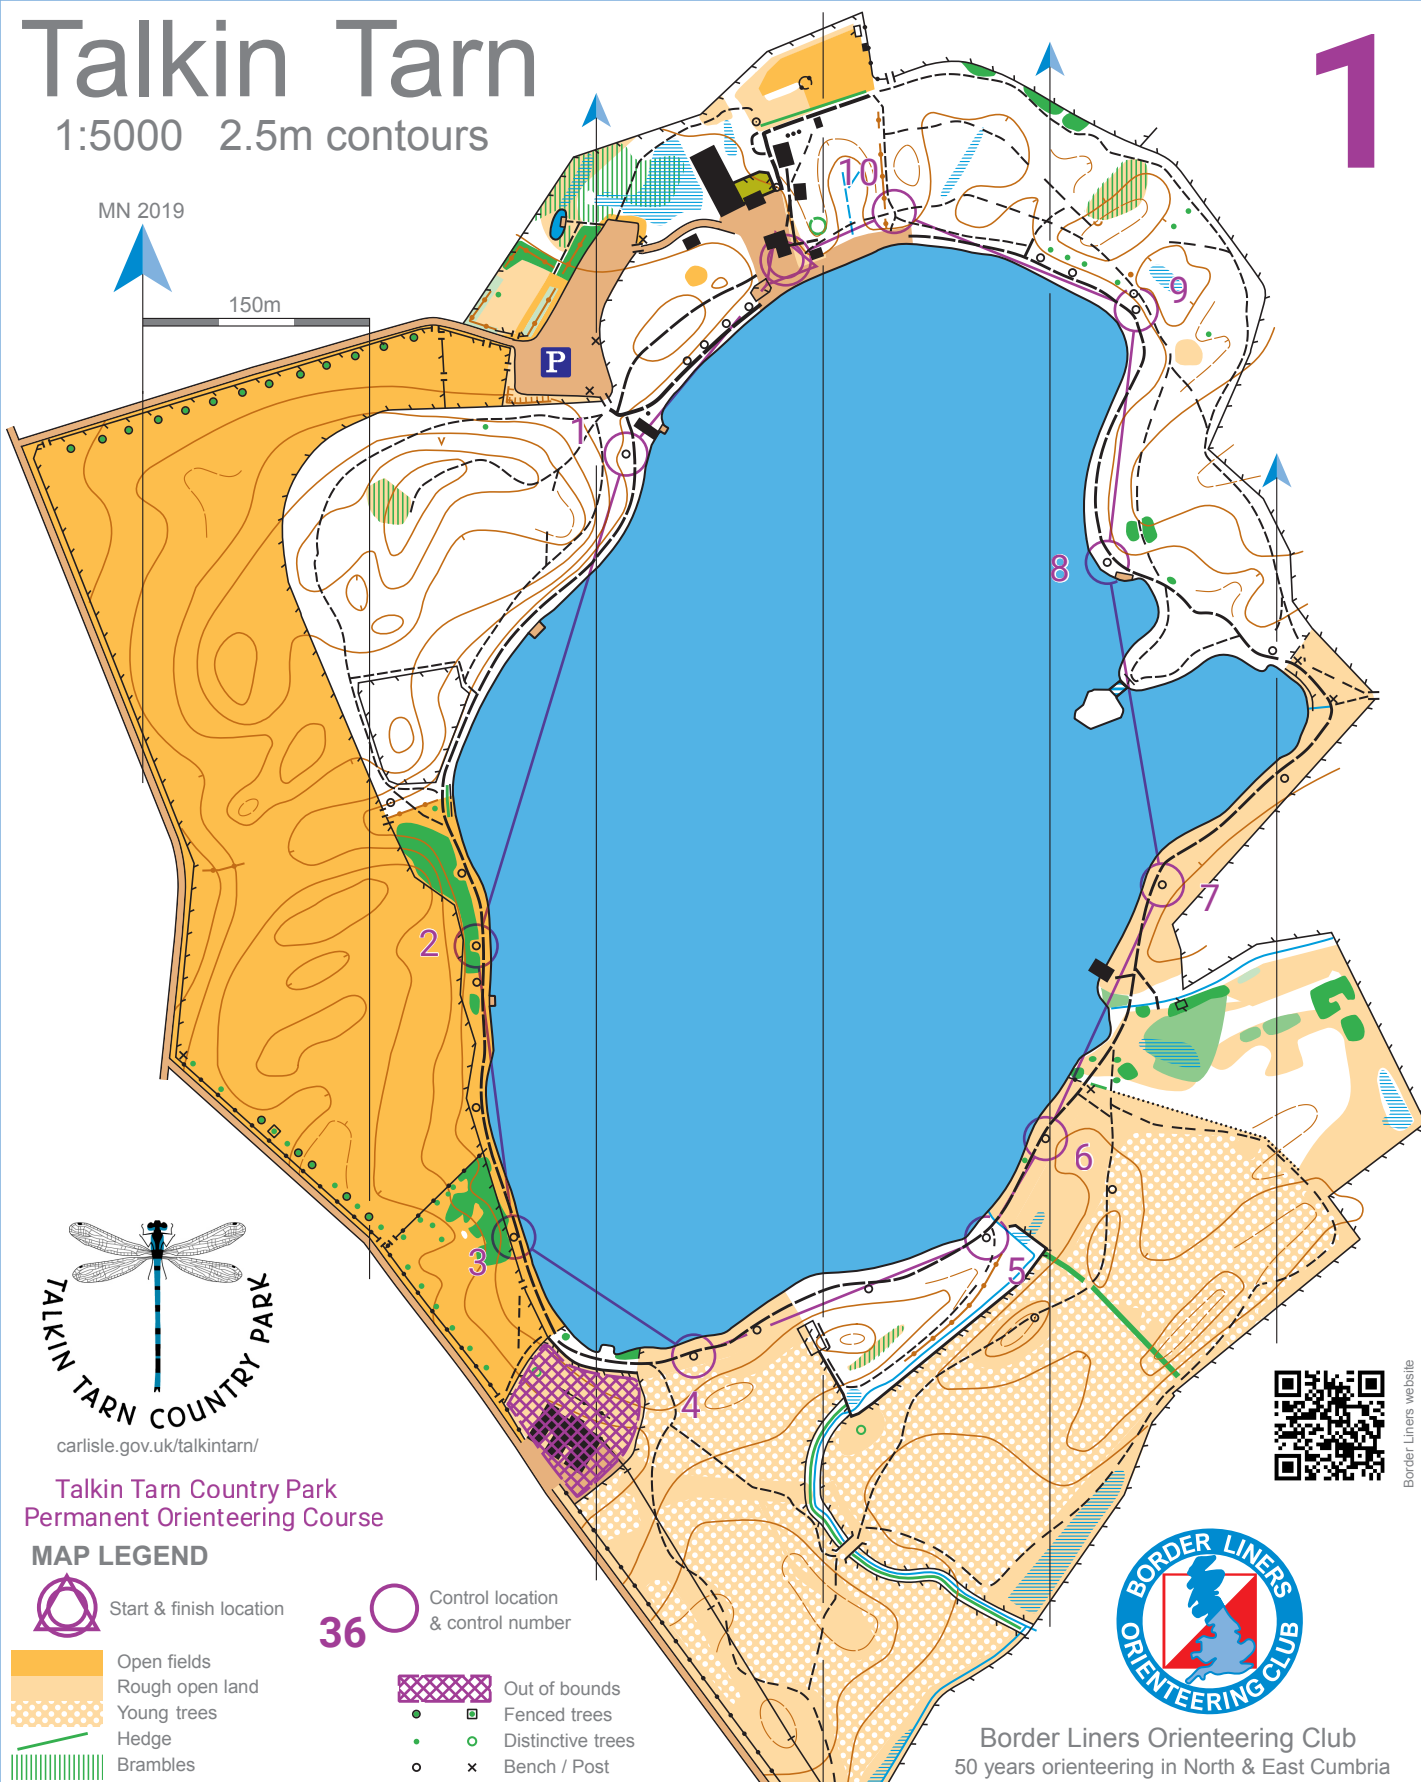 Talkin Tarn
1:5000 2.5m contours
1
MN 2019
150m
P
10
9
1
8
2
7
6
3
5
4
TALKIN TARN COUNTRY PARK
carlisle.gov.uk/talkintarn/
Talkin Tarn Country Park
Permanent Orienteering Course
MAP LEGEND
Start & finish location
36
Control location
& control number
Open fields
Rough open land
Young trees
Hedge
Brambles
Out of bounds
Fenced trees
Distinctive trees
Bench / Post
Border Liners website
BORDER LINERS
ORIENTEERING CLUB
Border Liners Orienteering Club
50 years orienteering in North & East Cumbria